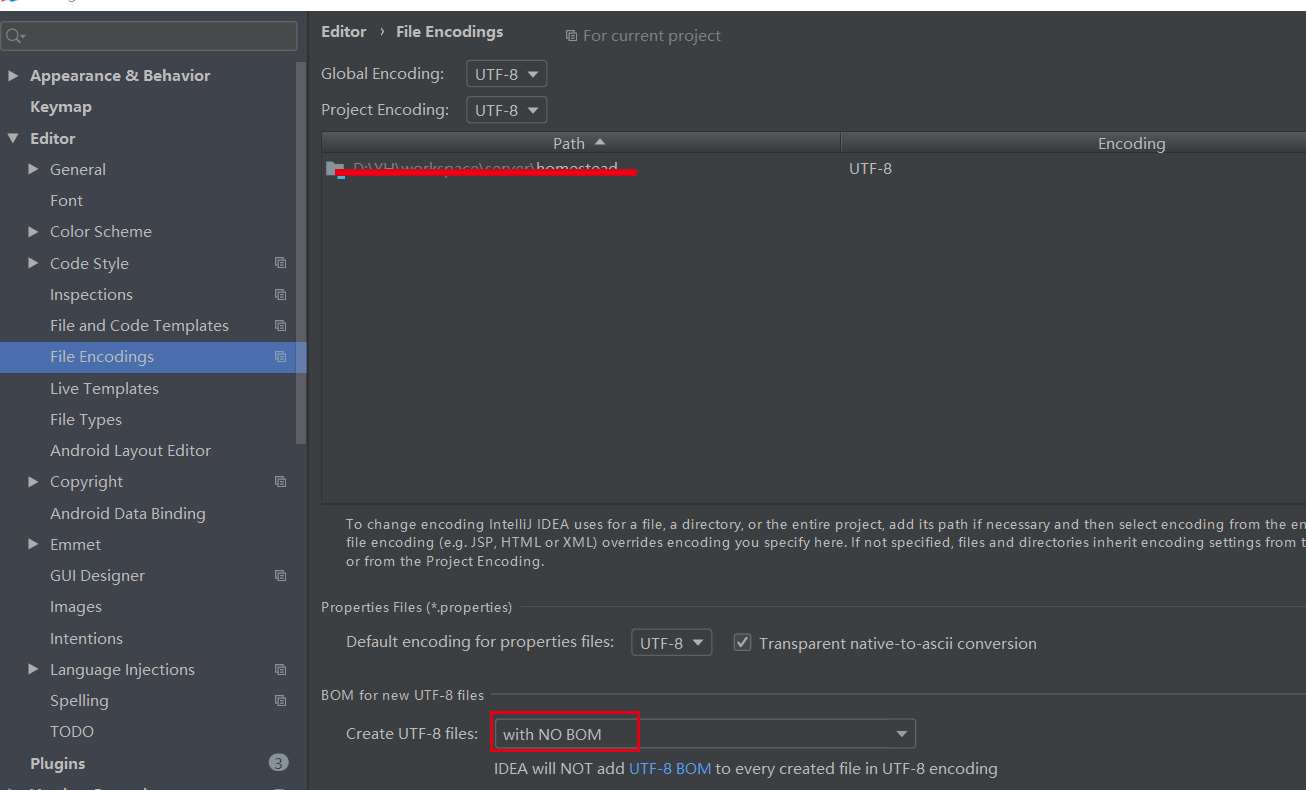 Editor › File Encodings For current project
Global Encoding: UTF-8
Project Encoding: UTF-8
Path Encoding
D:\YH\workspace\server\homestead UTF-8
Appearance & Behavior
Keymap
Editor
General
Font
Color Scheme
Code Style
Inspections
File and Code Templates
File Encodings
Live Templates
File Types
Android Layout Editor
Copyright
Android Data Binding
Emmet
GUI Designer
Images
Intentions
Language Injections
Spelling
TODO
Plugins 3
To change encoding IntelliJ IDEA uses for a file, a directory, or the entire project, add its path if necessary and then select encoding from the
file encoding (e.g. JSP, HTML or XML) overrides encoding you specify here. If not specified, files and directories inherit encoding settings from
or from the Project Encoding.
Properties Files (*.properties)
Default encoding for properties files: UTF-8 Transparent native-to-ascii conversion
BOM for new UTF-8 files
Create UTF-8 files: with NO BOM
IDEA will NOT add UTF-8 BOM to every created file in UTF-8 encoding